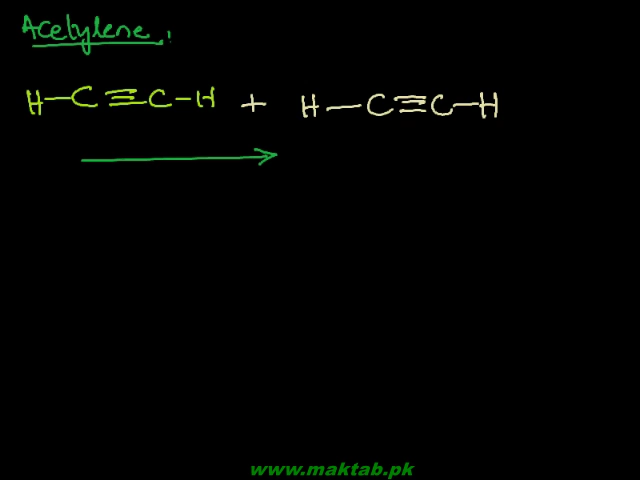 Acetylene.
H—C≡C—H + H—C≡C—H
www.maktab.pk